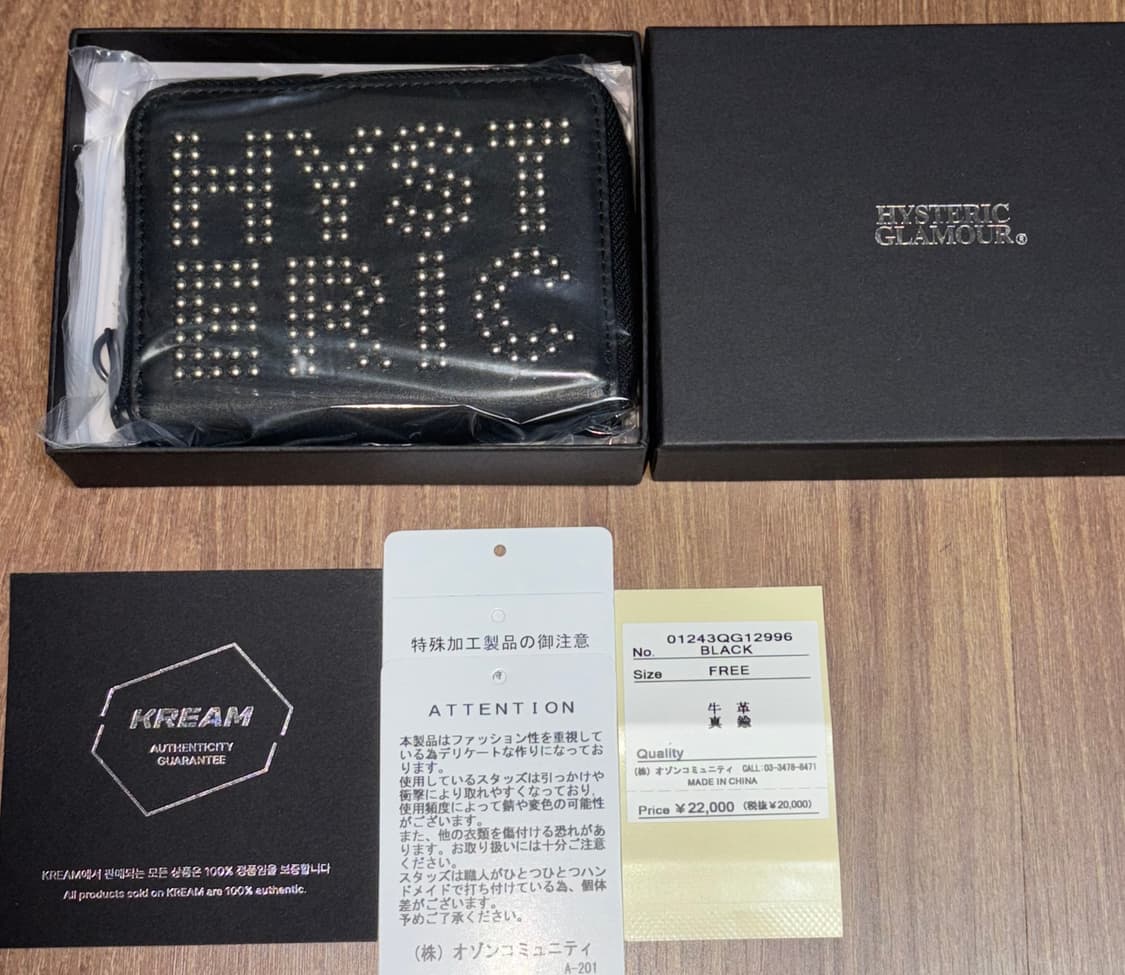 HYST
ERIC
HYSTERIC
GLAMOUR®
KREAM
AUTHENTICITY
GUARANTEE
KREAM에서 판매되는 모든 상품은 100% 정품임을 보증합니다
All products sold on KREAM are 100% authentic.
特殊加工製品の御注意
ATTENTION
本製品はファッション性を重視して
いる為デリケートな作りになってお
ります。
使用しているスタッズは引っかけや
衝撃により取れやすくなっており、
使用頻度によって錆や変色の可能性
がございます。
また、他の衣類を傷付ける恐れがあ
ります。お取り扱いには十分ご注意
ください。
スタッズは職人がひとつひとつハン
ドメイドで打ち付けている為、個体
差がございます。
予めご了承ください。
(株)オゾンコミュニティ
A-201
No. 01243QG12996
BLACK
Size FREE
牛革
真鍮
Quality
(株)オゾンコミュニティ CALL:03-3478-8471
MADE IN CHINA
Price ¥22,000 (税抜¥20,000)